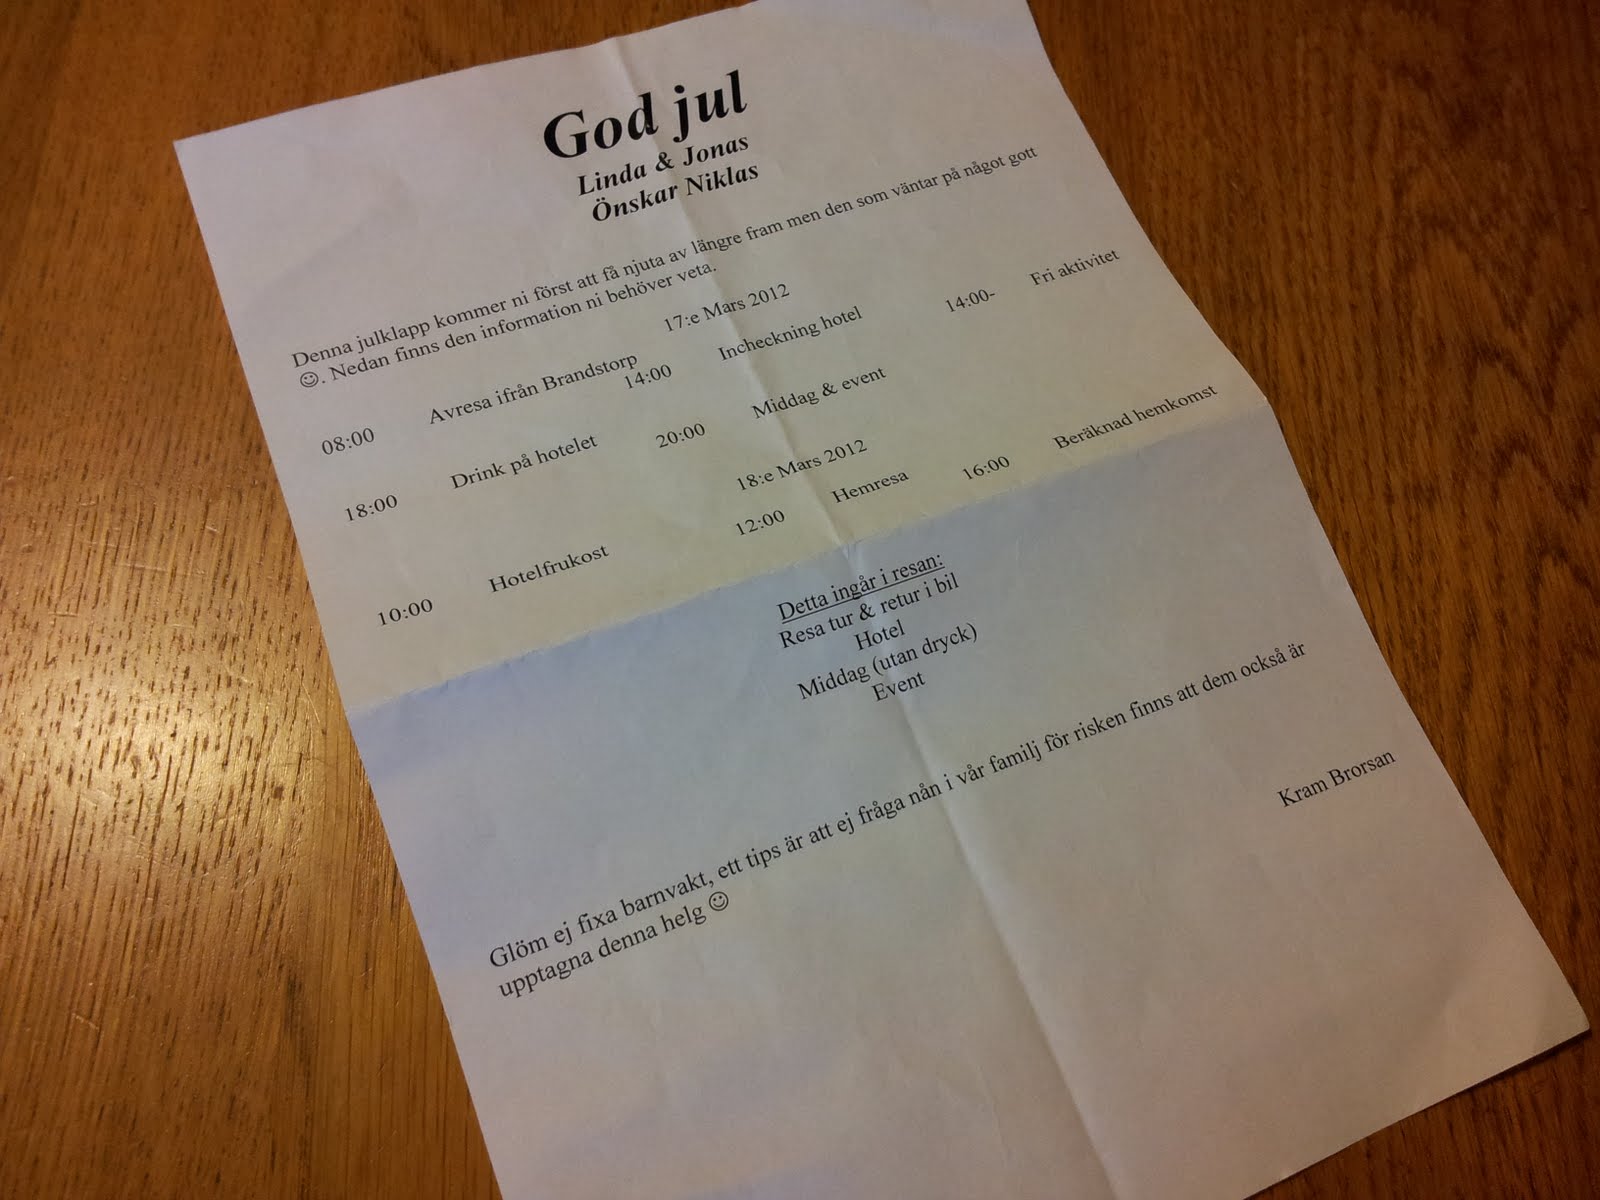 God jul
Linda & Jonas
Önskar Niklas
Denna julklapp kommer ni först att få njuta av längre fram men den som väntar på något gott
☺. Nedan finns den information ni behöver veta.
17:e Mars 2012
08:00 Avresa ifrån Brandstorp 14:00 Incheckning hotel 14:00- Fri aktivitet
18:00 Drink på hotelet 20:00 Middag & event
18:e Mars 2012
10:00 Hotelfrukost 12:00 Hemresa 16:00 Beräknad hemkomst
Detta ingår i resan:
Resa tur & retur i bil
Hotel
Middag (utan dryck)
Event
Glöm ej fixa barnvakt, ett tips är att ej fråga nån i vår familj för risken finns att dem också är
upptagna denna helg ☺
Kram Brorsan